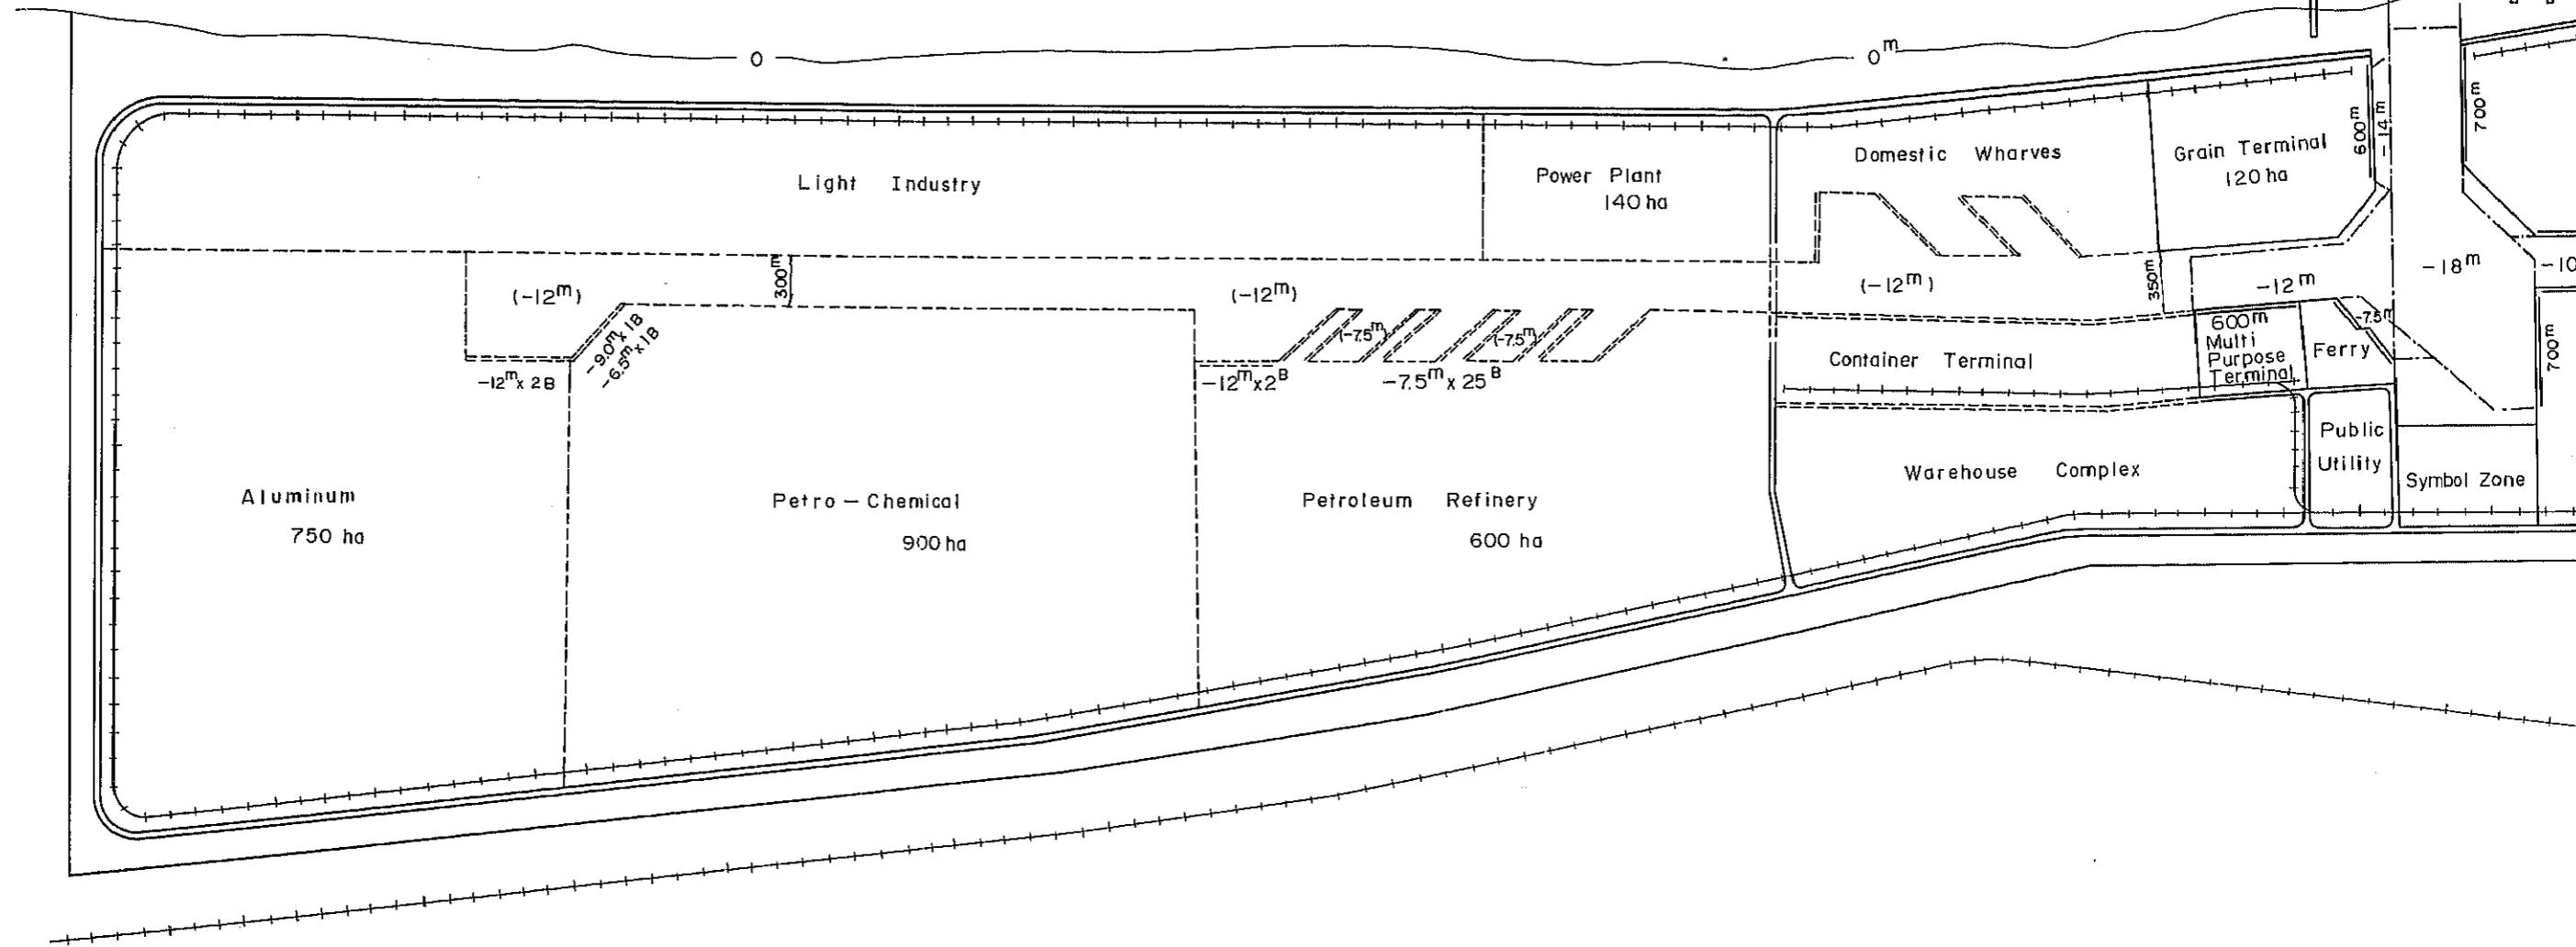 0
0m
700m
600m
-14m
Domestic Wharves
Grain Terminal
120 ha
Light Industry
Power Plant
140 ha
300m
(-12m)
(-12m)
(-12m)
350m
-12m
-18m
-10
-9.0m x 1B
-6.5m x 1B
-12m x 2B
(-7.5m)
(-7.5m)
-12m x 2B
-7.5m x 25B
600m
Multi
Purpose
Terminal
-7.5m
Ferry
700m
Container Terminal
Public
Utility
Warehouse Complex
Symbol Zone
Aluminum
750 ha
Petro-Chemical
900 ha
Petroleum Refinery
600 ha